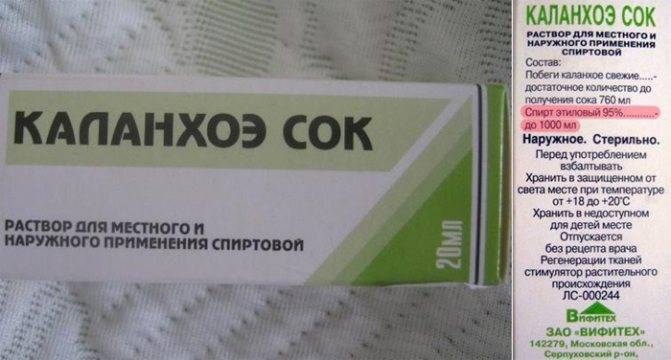 КАЛАНХОЭ СОК
РАСТВОР ДЛЯ МЕСТНОГО И
НАРУЖНОГО ПРИМЕНЕНИЯ СПИРТОВОЙ
20МЛ
КАЛАНХОЭ СОК
РАСТВОР ДЛЯ МЕСТНОГО И
НАРУЖНОГО ПРИМЕНЕНИЯ
СПИРТОВОЙ
Состав:
Побеги каланхое свежие.....-
достаточное количество до
получения сока 760 мл
Спирт этиловый 95%............-
до 1000 мл
Наружное. Стерильно.
Перед употреблением
взбалтывать
Хранить в защищенном от
света месте при температуре
от +18 до +20°С
Хранить в недоступном
для детей месте
Отпускается
без рецепта врача
Регенерации тканей
стимулятор растительного
происхождения
ЛС-000244
ВИФИТЕХ
ЗАО «ВИФИТЕХ»
142279, Московская обл.,
Серпуховский р-он,